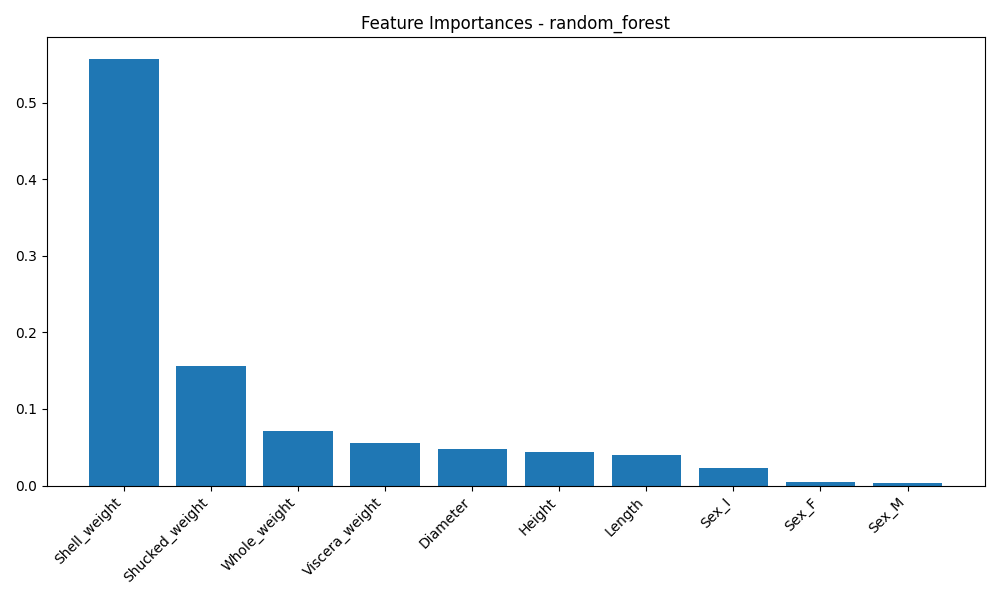 Feature Importances - random_forest
0.5
0.4
0.3
0.2
0.1
0.0
Shell_weight
Shucked_weight
Whole_weight
Viscera_weight
Diameter
Height
Length
Sex_I
Sex_F
Sex_M